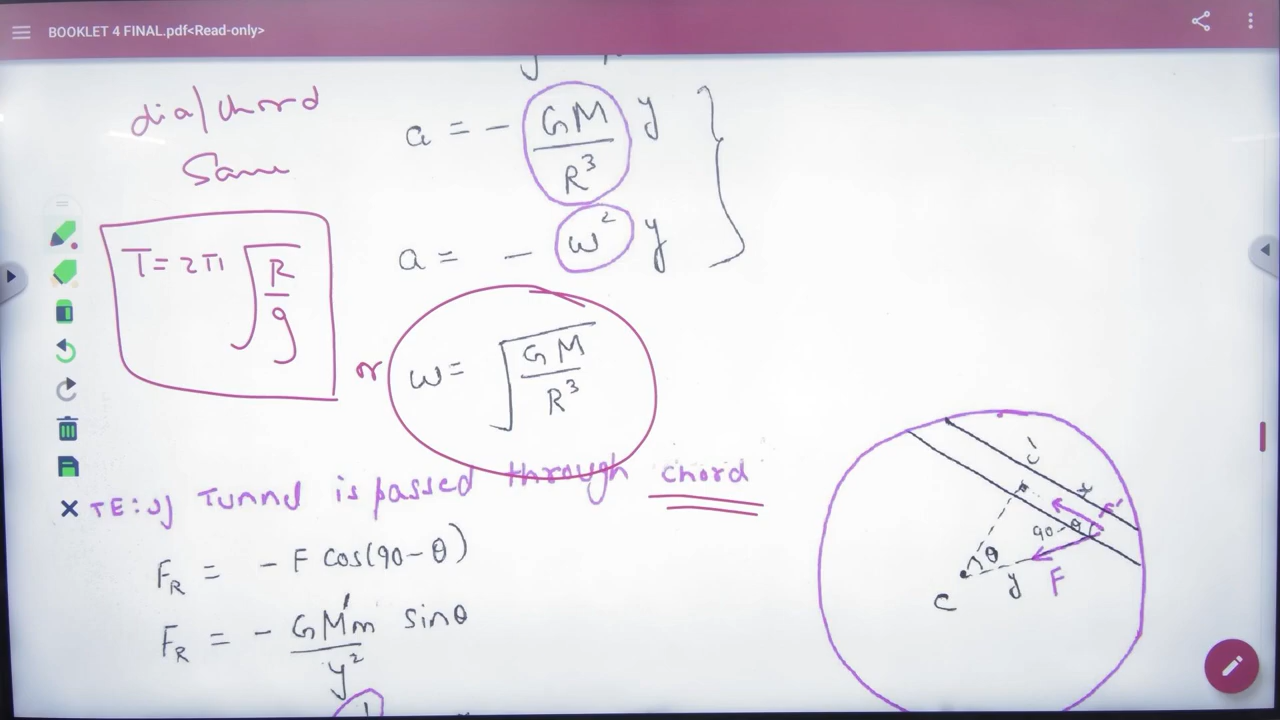 BOOKLET 4 FINAL.pdf<Read-only>
dia/chord
Same
a = - GM/R³ y
a = - ω² y
T = 2π √(R/g)
or ω = √(GM/R³)
TE: If Tunnel is passed through chord
F_R = - F cos(90-θ)
F_R = - GM'm/y² sinθ
C'
x
F'
90-θ
θ
C
y
F